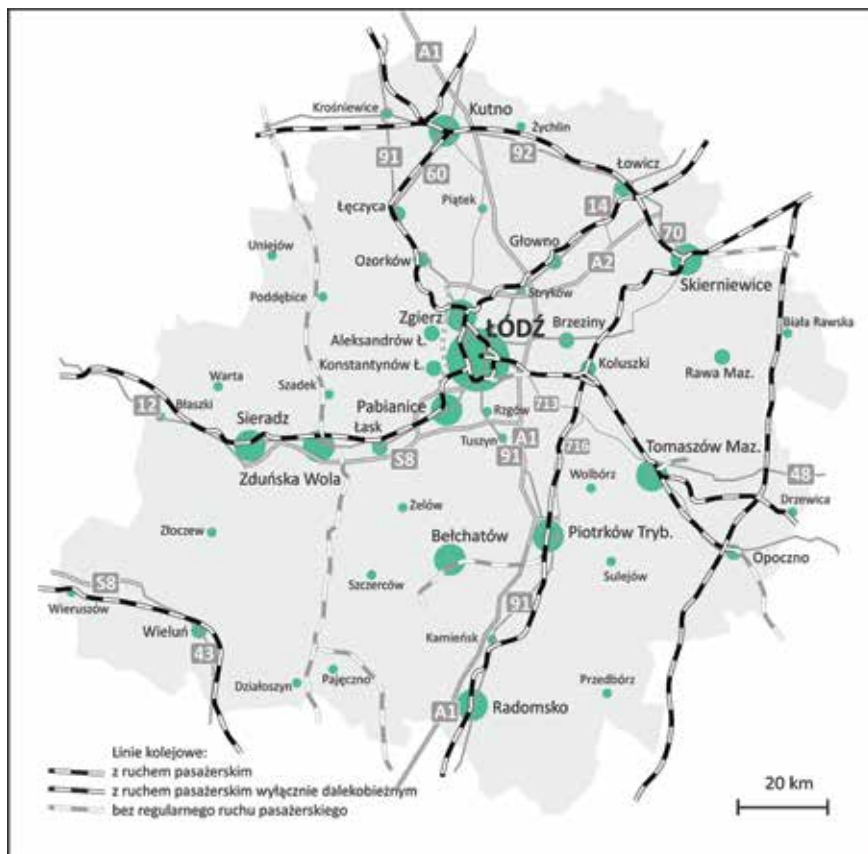 A1
Krośniewice
Kutno
Żychlin
91
92
60
Łowicz
Łęczyca
Piątek
14
70
Uniejów
Ozorków
Głowno
A2
Skierniewice
Poddębice
Stryków
Zgierz
ŁÓDŹ
Brzeziny
Biała Rawska
Aleksandrów Ł.
Konstantynów Ł.
Koluszki
Rawa Maz.
Warta
Szadek
12
Błaszki
Sieradz
Pabianice
Rzgów
713
Łask
Tuszyn
A1
716
Tomaszów Maz.
Zduńska Wola
S8
91
Wolbórz
48
Zelów
Drzewica
Złoczew
Bełchatów
Piotrków Tryb.
Opoczno
Szczerców
Sulejów
S8
Wieruszów
91
Wieluń
Kamieńsk
43
Działoszyn
Pajęczno
Przedbórz
A1
Radomsko
Linie kolejowe:
z ruchem pasażerskim
z ruchem pasażerskim wyłącznie dalekobieżnym
bez regularnego ruchu pasażerskiego
20 km